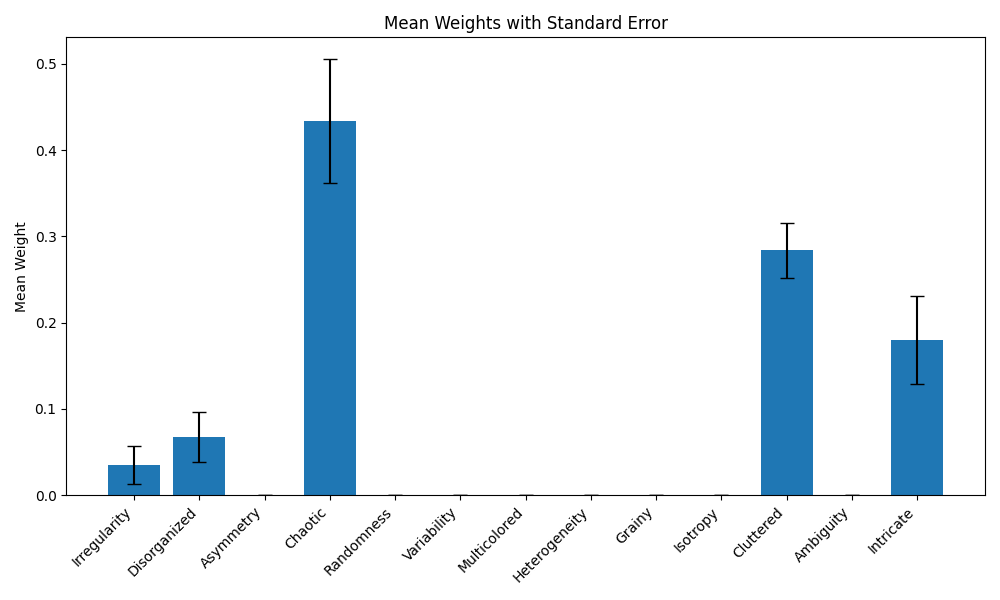 Mean Weights with Standard Error
Mean Weight
0.5
0.4
0.3
0.2
0.1
0.0
Irregularity
Disorganized
Asymmetry
Chaotic
Randomness
Variability
Multicolored
Heterogeneity
Grainy
Isotropy
Cluttered
Ambiguity
Intricate